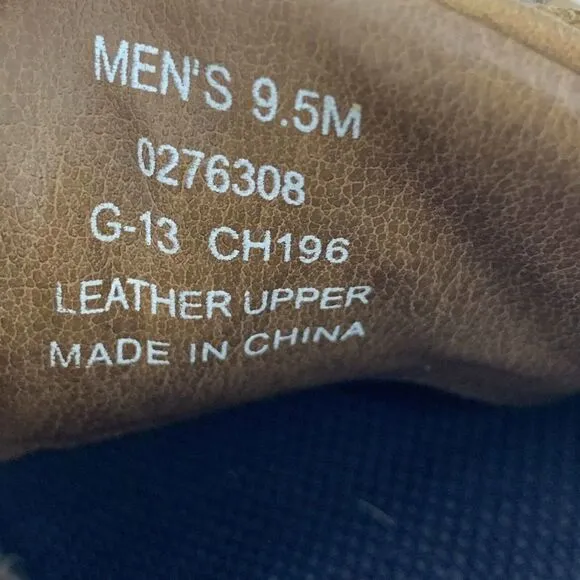 MEN'S 9.5M
0276308
G-13 CH196
LEATHER UPPER
MADE IN CHINA